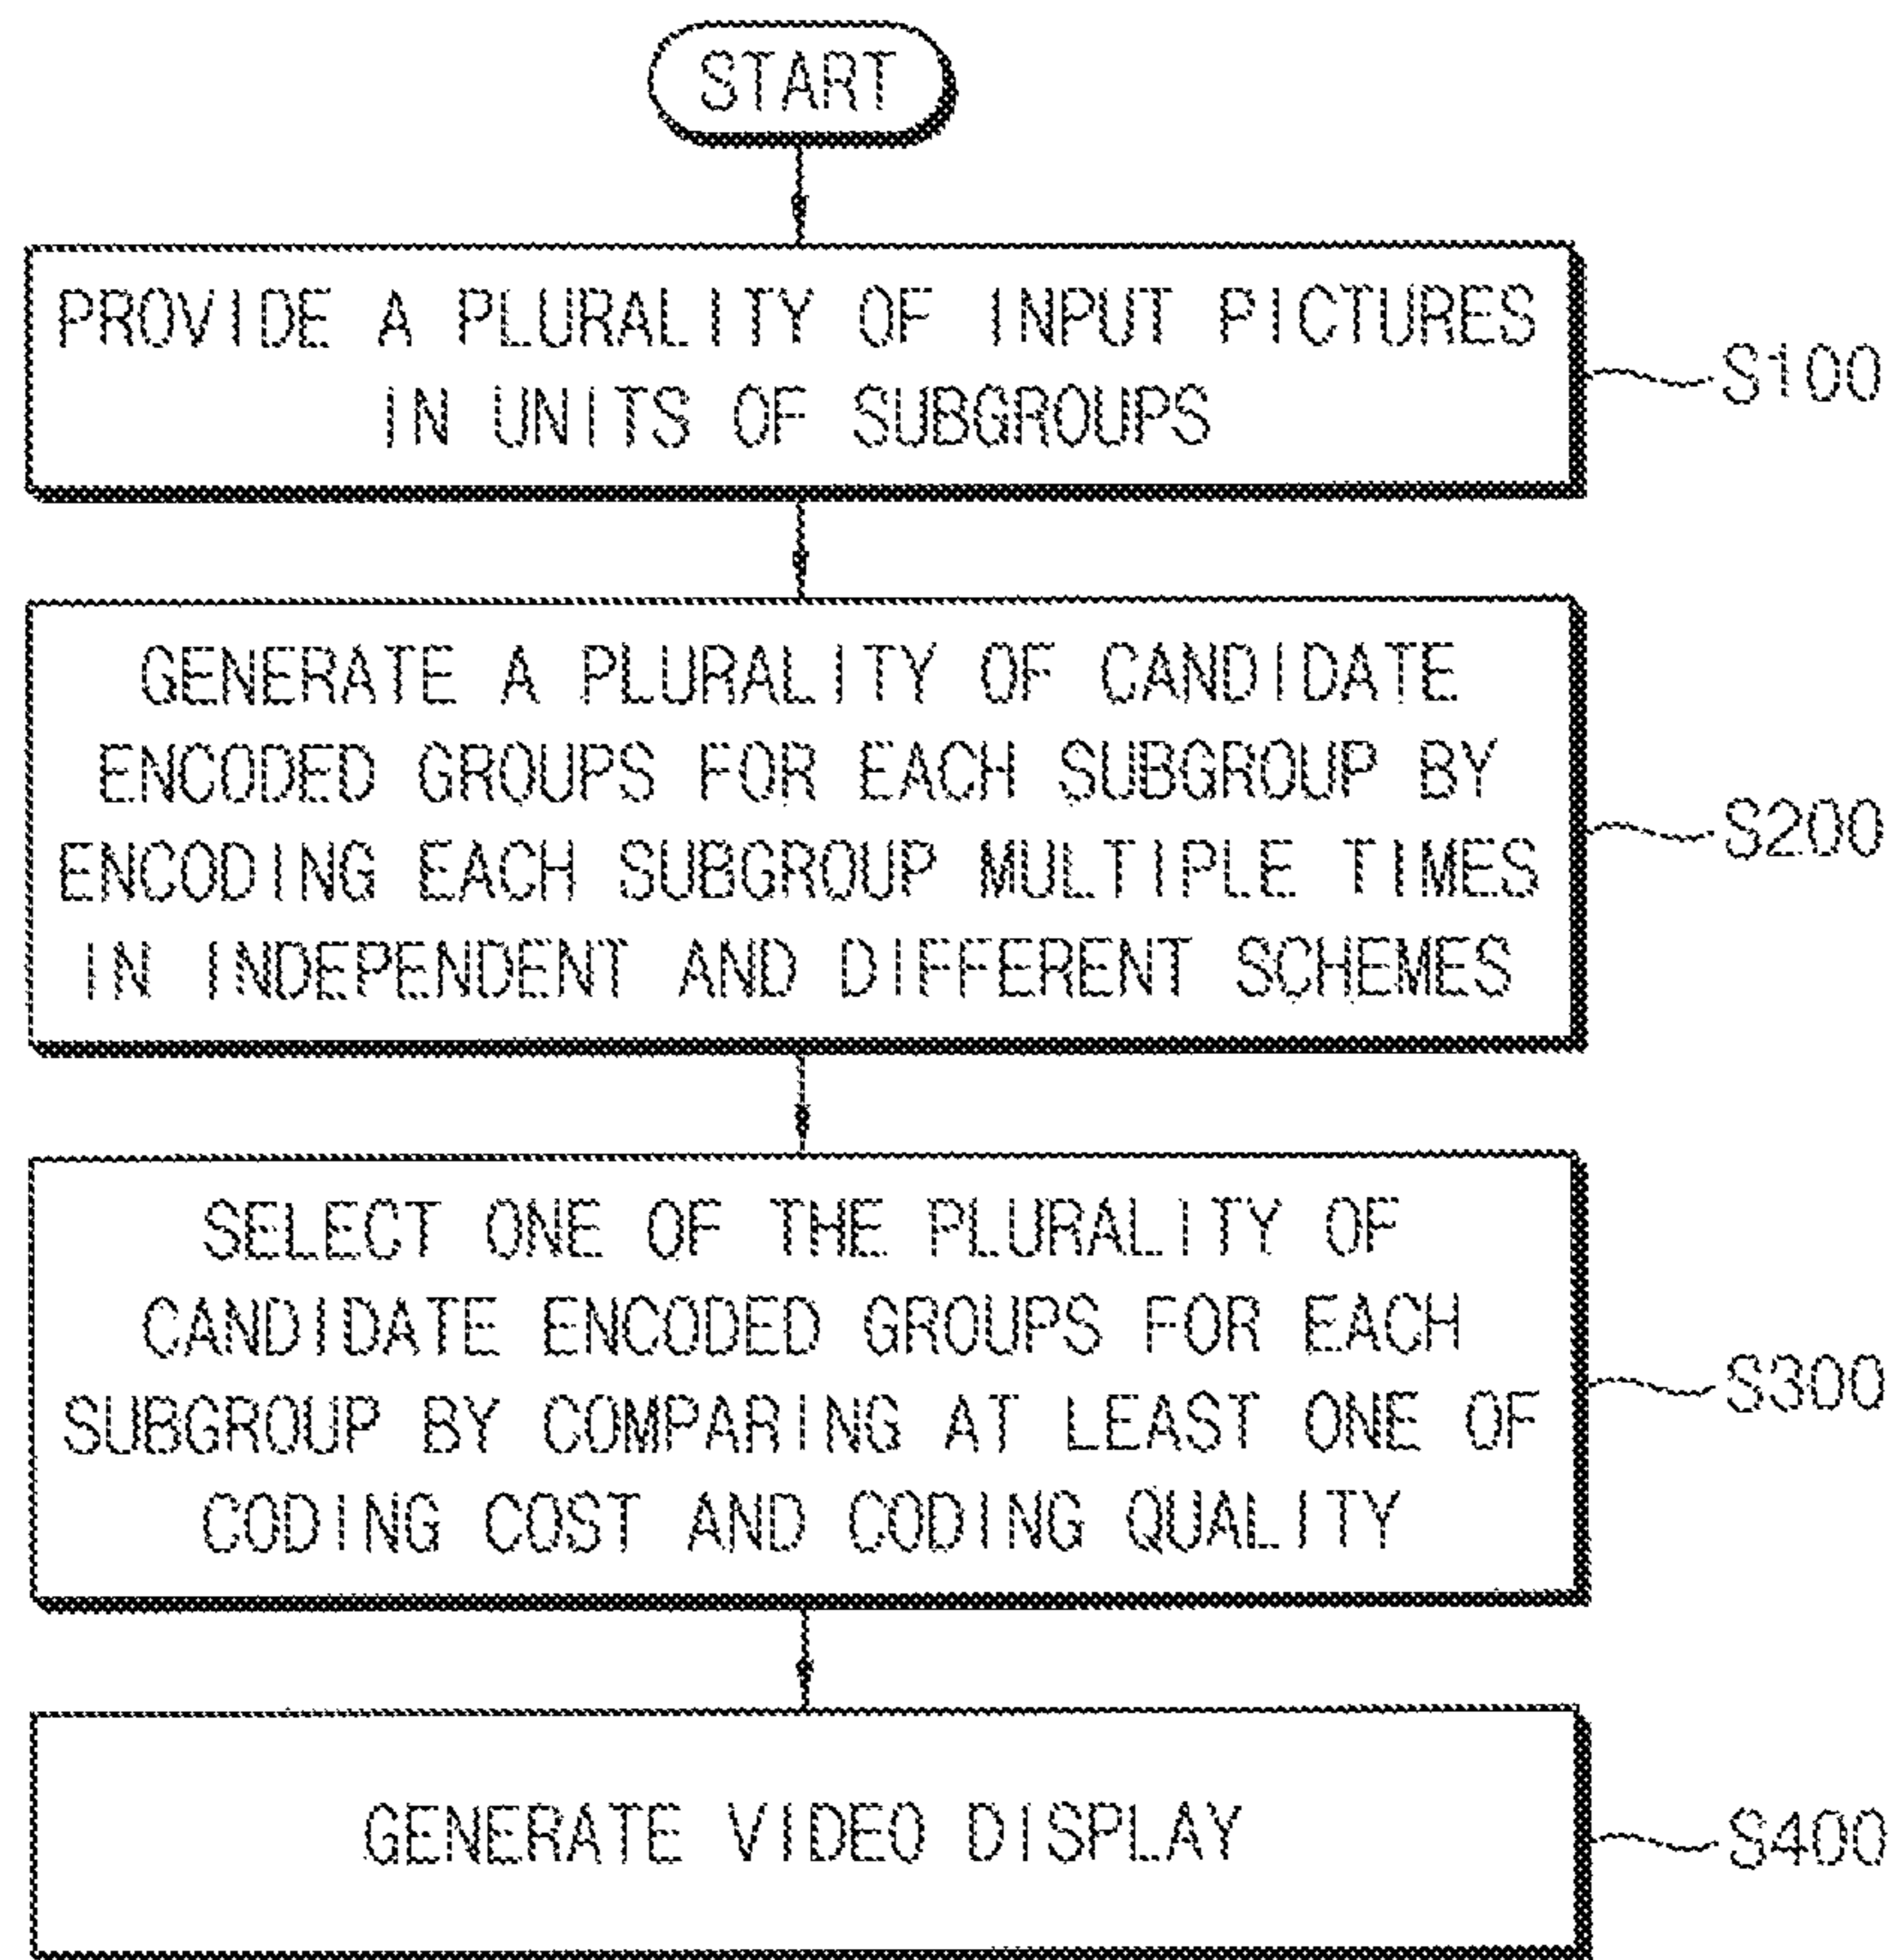 START
PROVIDE A PLURALITY OF INPUT PICTURES
IN UNITS OF SUBGROUPS
S100
GENERATE A PLURALITY OF CANDIDATE
ENCODED GROUPS FOR EACH SUBGROUP BY
ENCODING EACH SUBGROUP MULTIPLE TIMES
IN INDEPENDENT AND DIFFERENT SCHEMES
S200
SELECT ONE OF THE PLURALITY OF
CANDIDATE ENCODED GROUPS FOR EACH
SUBGROUP BY COMPARING AT LEAST ONE OF
CODING COST AND CODING QUALITY
S300
GENERATE VIDEO DISPLAY
S400